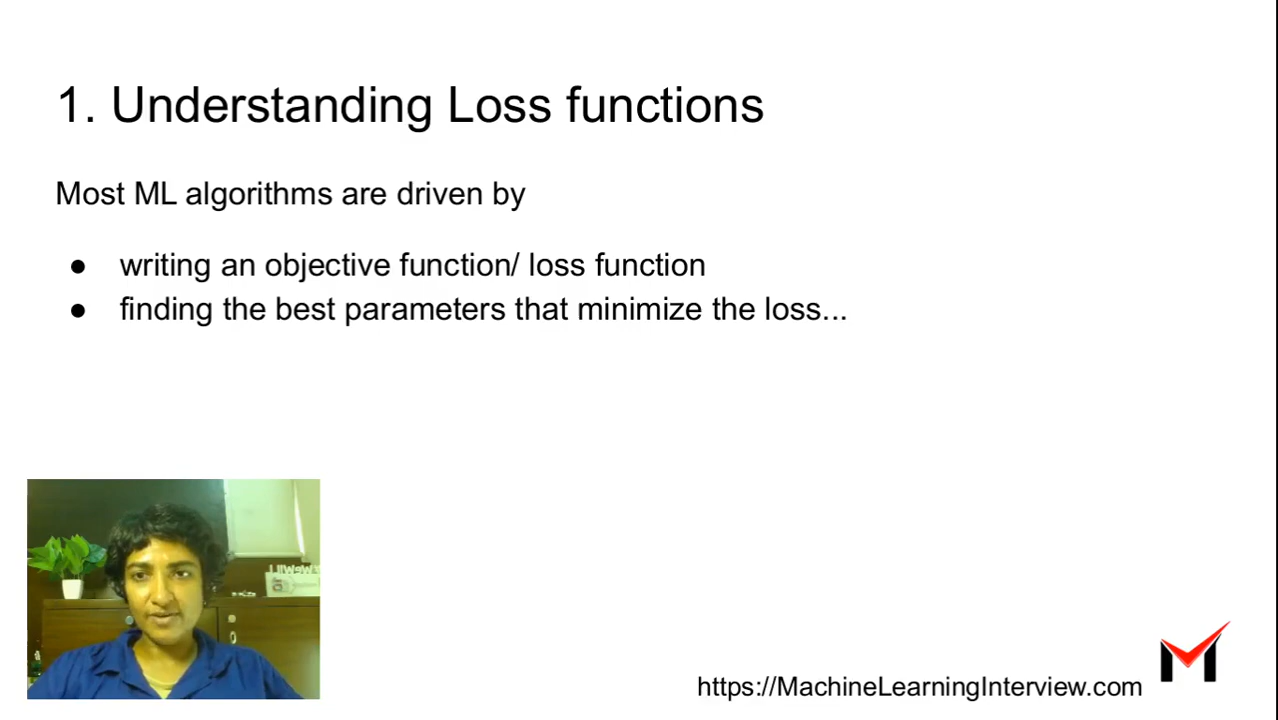 1. Understanding Loss functions
Most ML algorithms are driven by
● writing an objective function/ loss function
● finding the best parameters that minimize the loss...
https://MachineLearningInterview.com